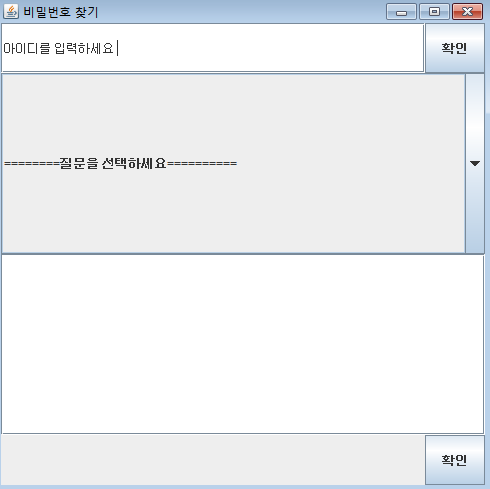 비밀번호 찾기
아이디를 입력하세요
확인
========질문을 선택하세요==========
확인